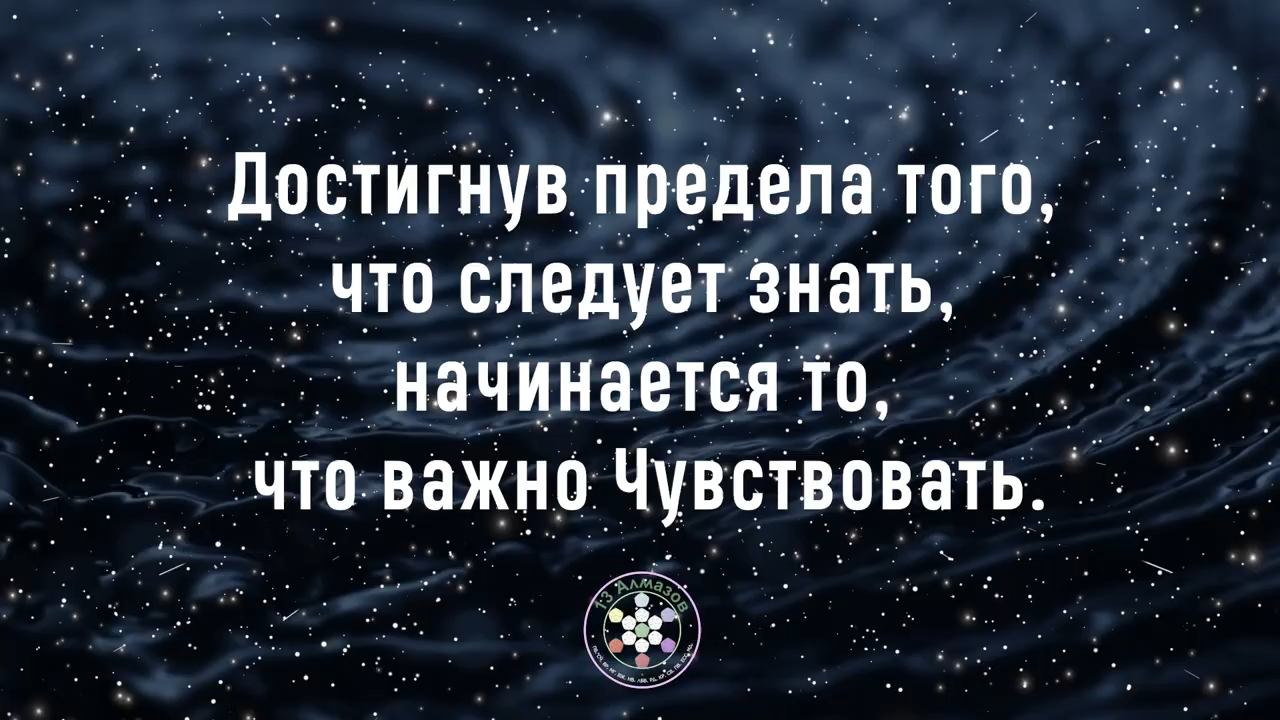 Достигнув предела того,
что следует знать,
начинается то,
что важно Чувствовать.
13 Алмазов